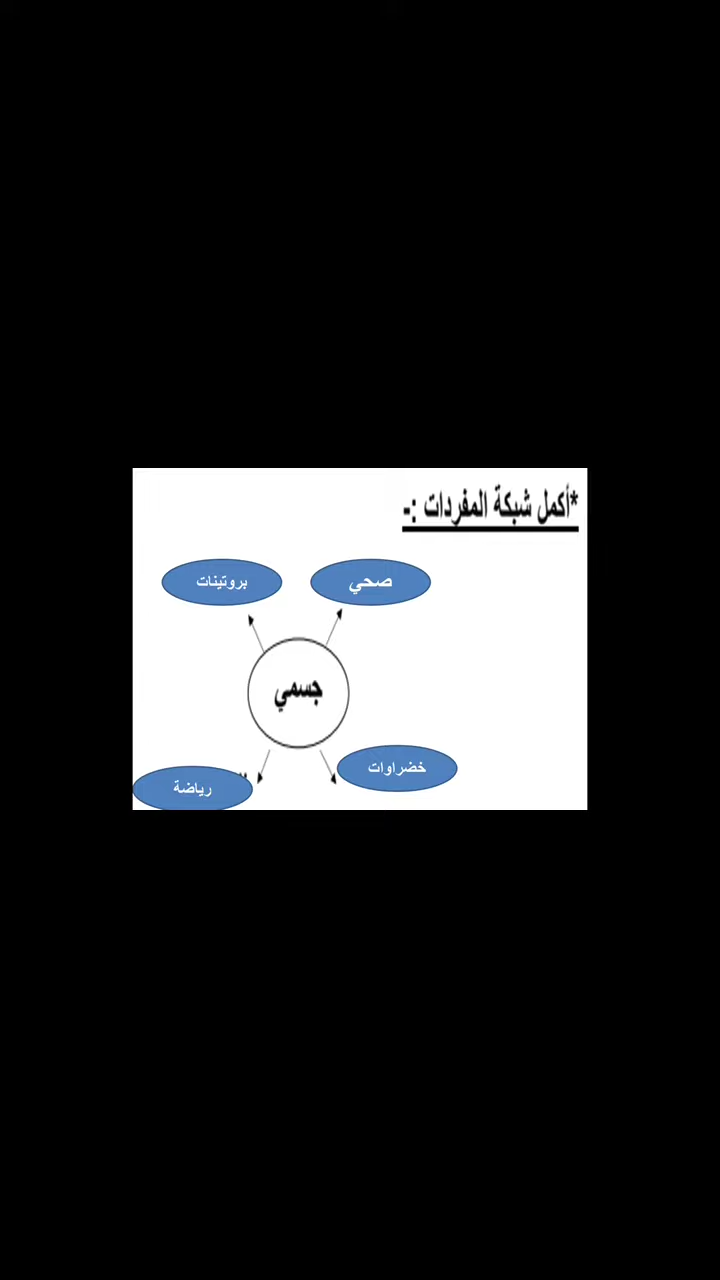 *أكمل شبكة المفردات :-
صحي
بروتينات
جسمي
خضراوات
رياضة